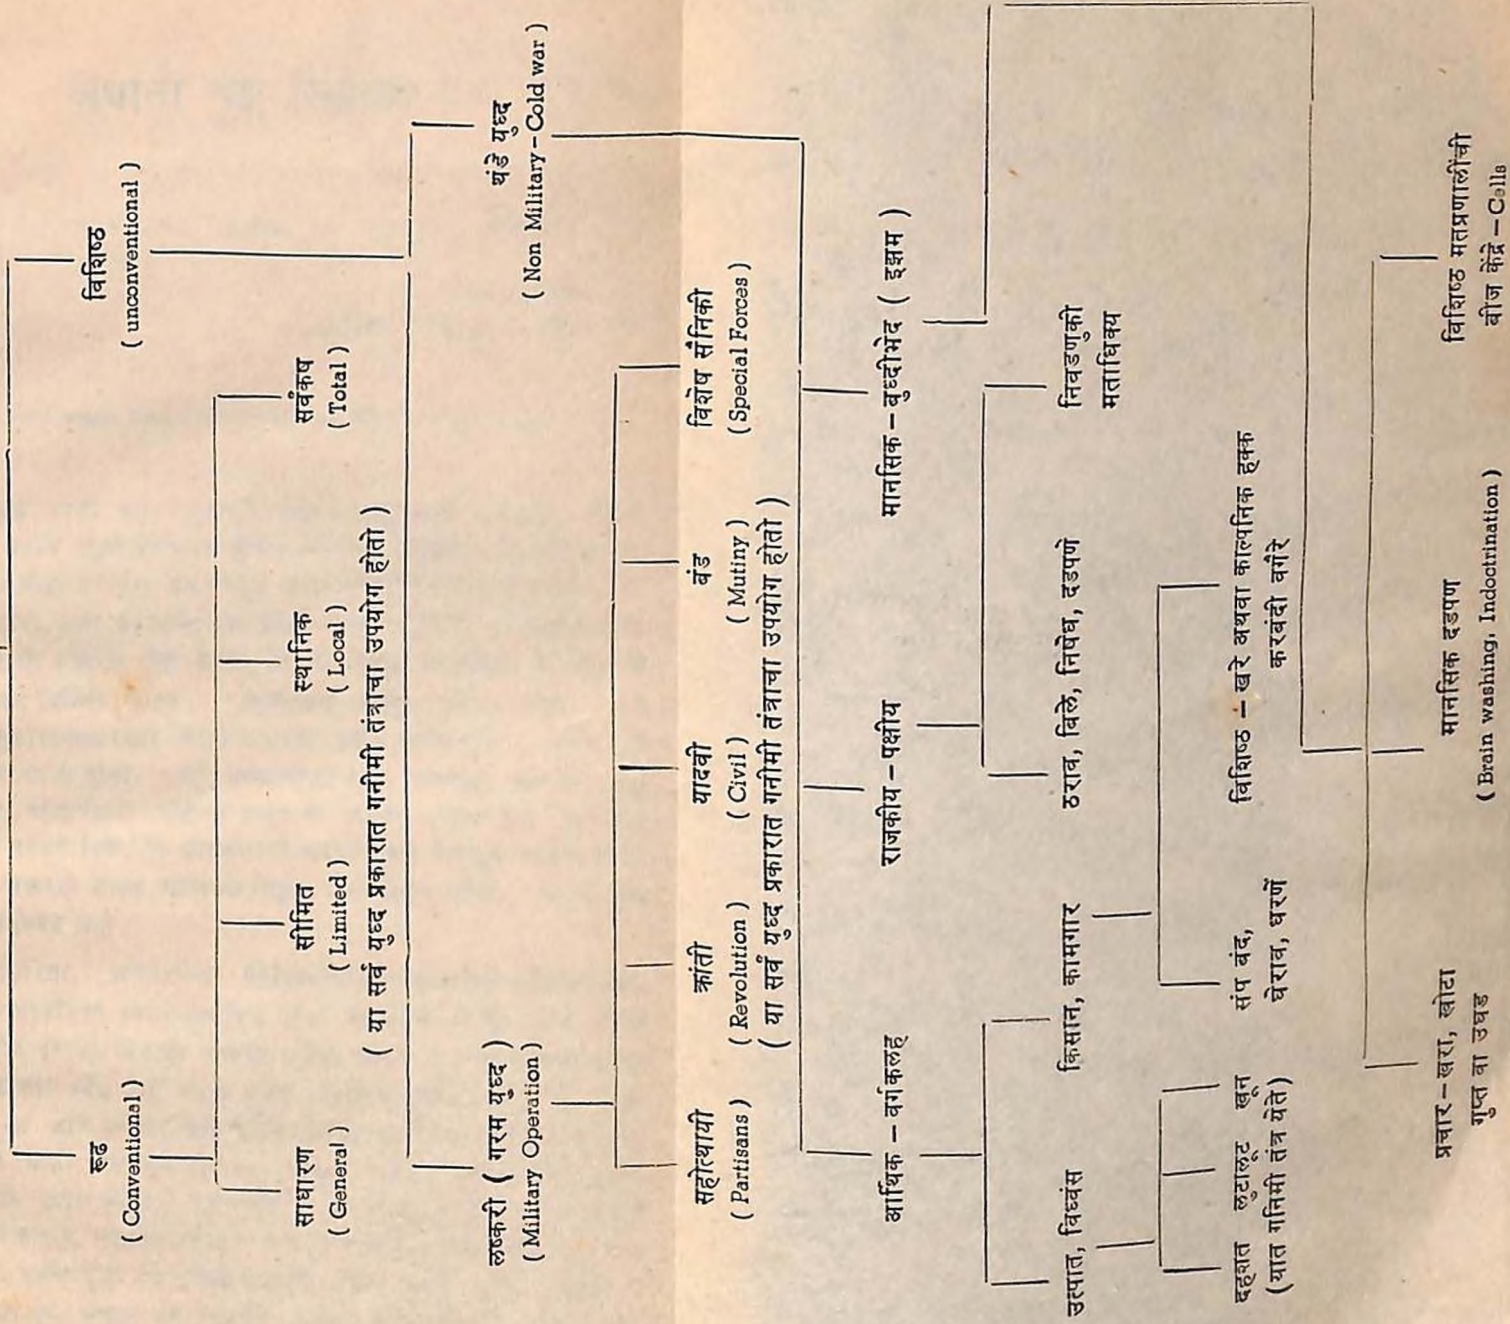 रूढ
( Conventional )
विशिष्ठ
( unconventional )
साधारण
( General )
सीमित
( Limited )
स्थानिक
( Local )
सर्वंकष
( Total )
( या सर्व युध्द प्रकारात गनीमी तंत्राचा उपयोग होतो )
लष्करी ( गरम युध्द )
( Military Operation )
थंडे युध्द
( Non Military – Cold war )
सहोत्थायी
( Partisans )
क्रांती
( Revolution )
यादवी
( Civil )
बंड
( Mutiny )
विशेष सैनिकी
( Special Forces )
( या सर्व युध्द प्रकारात गनीमी तंत्राचा उपयोग होतो )
आर्थिक – वर्गकलह
राजकीय – पक्षीय
मानसिक – बुध्दीभेद ( इझम )
उत्पात, विध्वंस
किसान, कामगार
ठराव, बिले, निषेध, दडपणे
निवडणुकी
मताधिक्य
दहशत लुटालूट खून
(यात गनिमी तंत्र येते)
संप बंद,
घेराव, धरणें
विशिष्ठ – खरे अथवा काल्पनिक हक्क
करबंदी वगैरे
प्रचार – खरा, खोटा
गुप्त वा उघड
मानसिक दडपण
( Brain washing, Indoctrination )
विशिष्ठ मतप्रणालींची
बीज केंद्रे – Cells